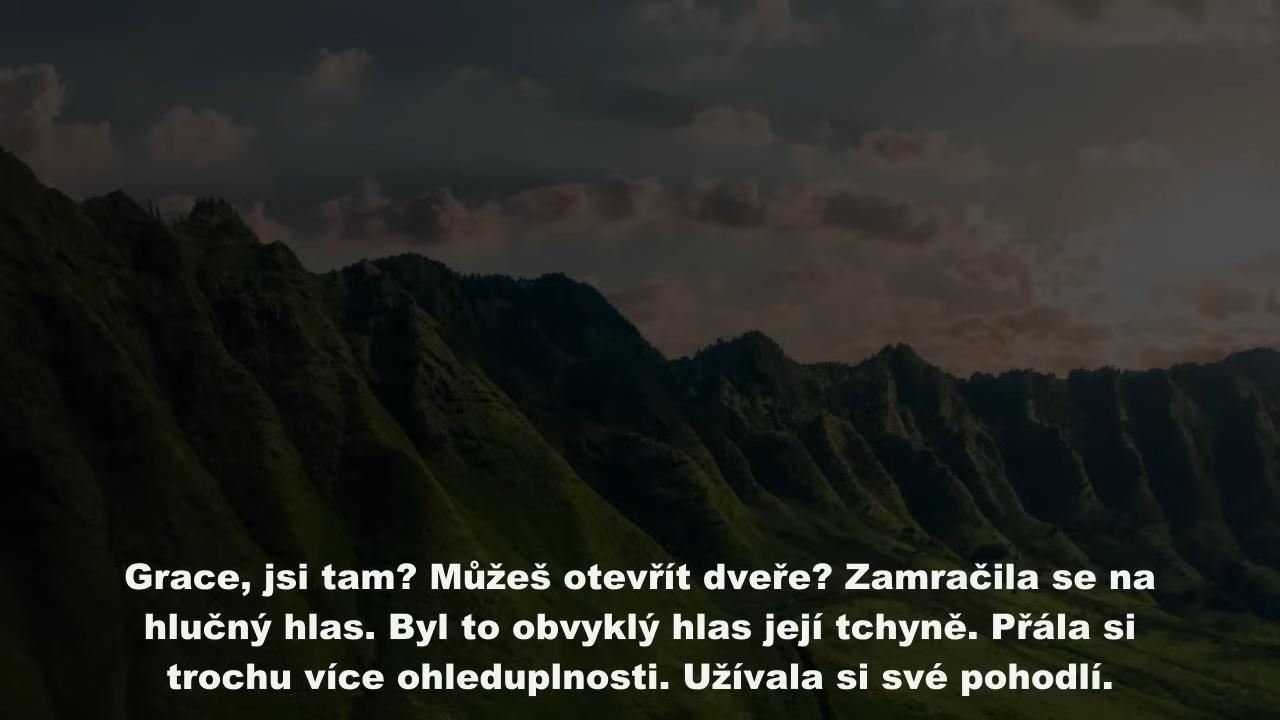 Grace, jsi tam? Můžeš otevřít dveře? Zamračila se na
hlučný hlas. Byl to obvyklý hlas její tchyně. Přála si
trochu více ohleduplnosti. Užívala si své pohodlí.